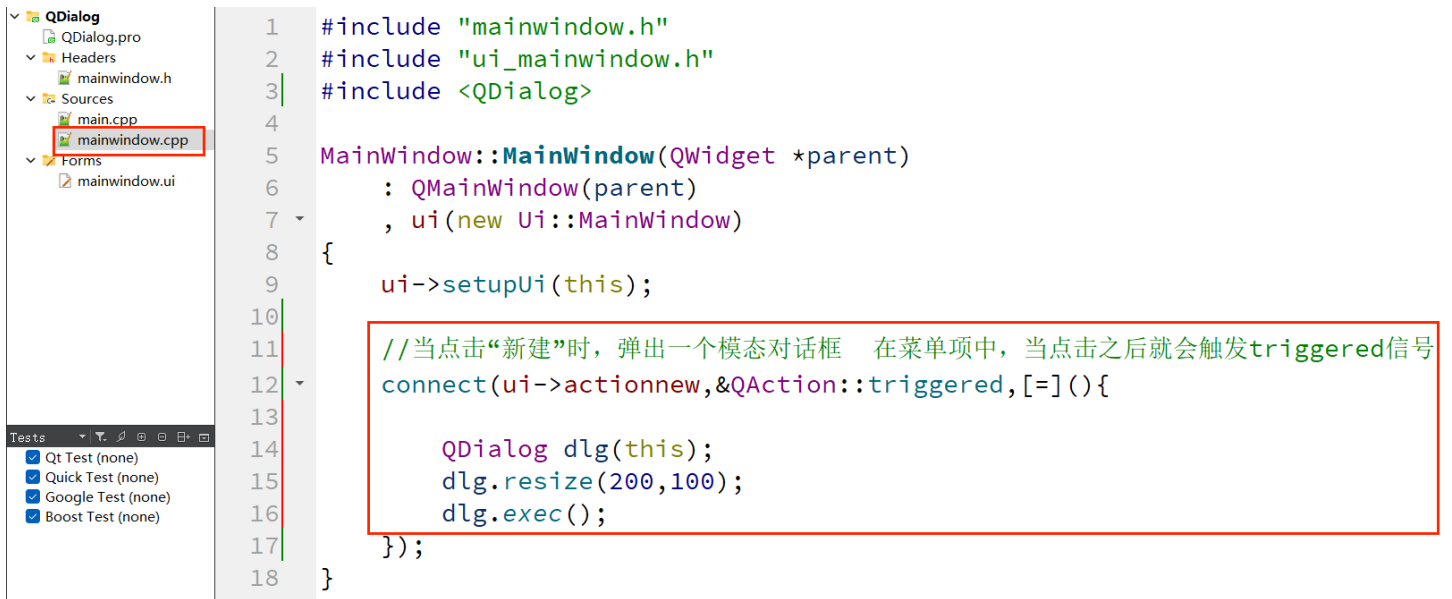 QDialog
QDialog.pro
Headers
mainwindow.h
Sources
main.cpp
mainwindow.cpp
Forms
mainwindow.ui
Tests
Qt Test (none)
Quick Test (none)
Google Test (none)
Boost Test (none)
1 #include "mainwindow.h"
2 #include "ui_mainwindow.h"
3 #include <QDialog>
4
5 MainWindow::MainWindow(QWidget *parent)
6     : QMainWindow(parent)
7     , ui(new Ui::MainWindow)
8 {
9     ui->setupUi(this);
10
11     //当点击“新建”时，弹出一个模态对话框  在菜单项中，当点击之后就会触发triggered信号
12     connect(ui->actionnew,&QAction::triggered,[=](){
13
14         QDialog dlg(this);
15         dlg.resize(200,100);
16         dlg.exec();
17     });
18 }